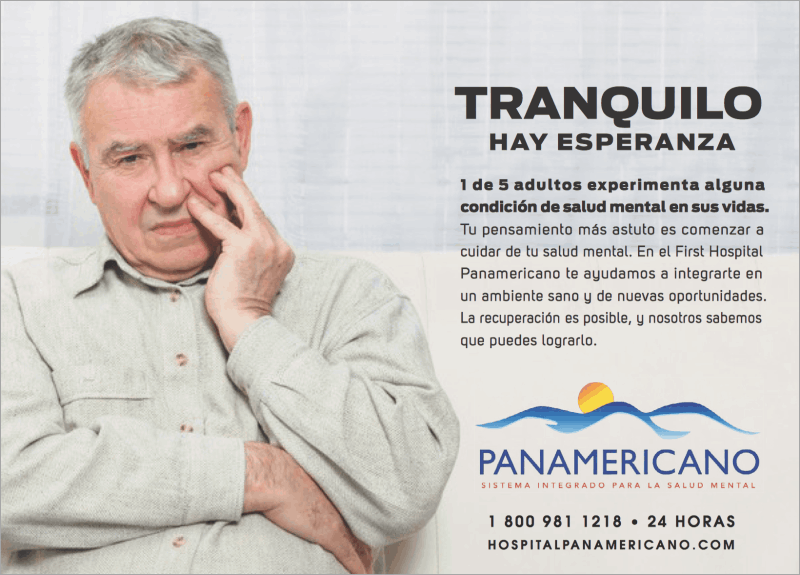 TRANQUILO
HAY ESPERANZA
1 de 5 adultos experimenta alguna
condición de salud mental en sus vidas.
Tu pensamiento más astuto es comenzar a
cuidar de tu salud mental. En el First Hospital
Panamericano te ayudamos a integrarte en
un ambiente sano y de nuevas oportunidades.
La recuperación es posible, y nosotros sabemos
que puedes lograrlo.
PANAMERICANO
SISTEMA INTEGRADO PARA LA SALUD MENTAL
1 800 981 1218 • 24 HORAS
HOSPITALPANAMERICANO.COM